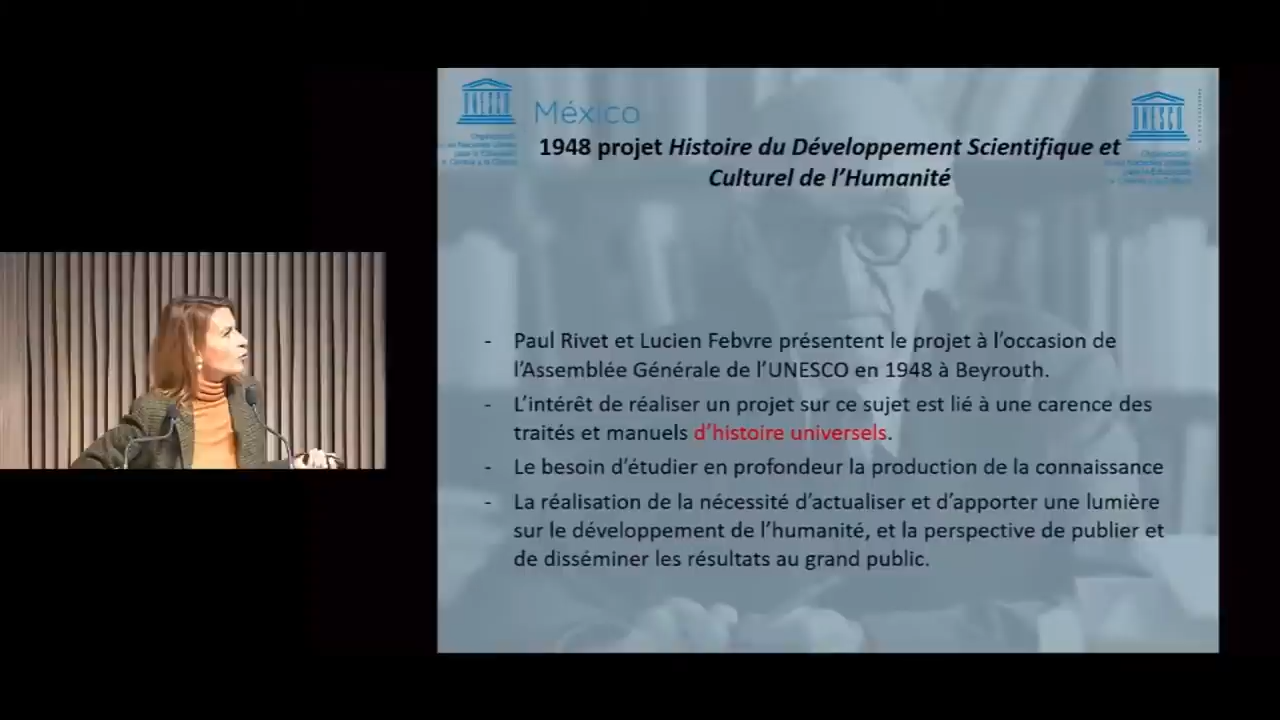 UNESCO
México
UNESCO
1948 projet Histoire du Développement Scientifique et
Culturel de l’Humanité
- Paul Rivet et Lucien Febvre présentent le projet à l’occasion de
l’Assemblée Générale de l’UNESCO en 1948 à Beyrouth.
- L’intérêt de réaliser un projet sur ce sujet est lié à une carence des
traités et manuels d’histoire universels.
- Le besoin d’étudier en profondeur la production de la connaissance
- La réalisation de la nécessité d’actualiser et d’apporter une lumière
sur le développement de l’humanité, et la perspective de publier et
de disséminer les résultats au grand public.